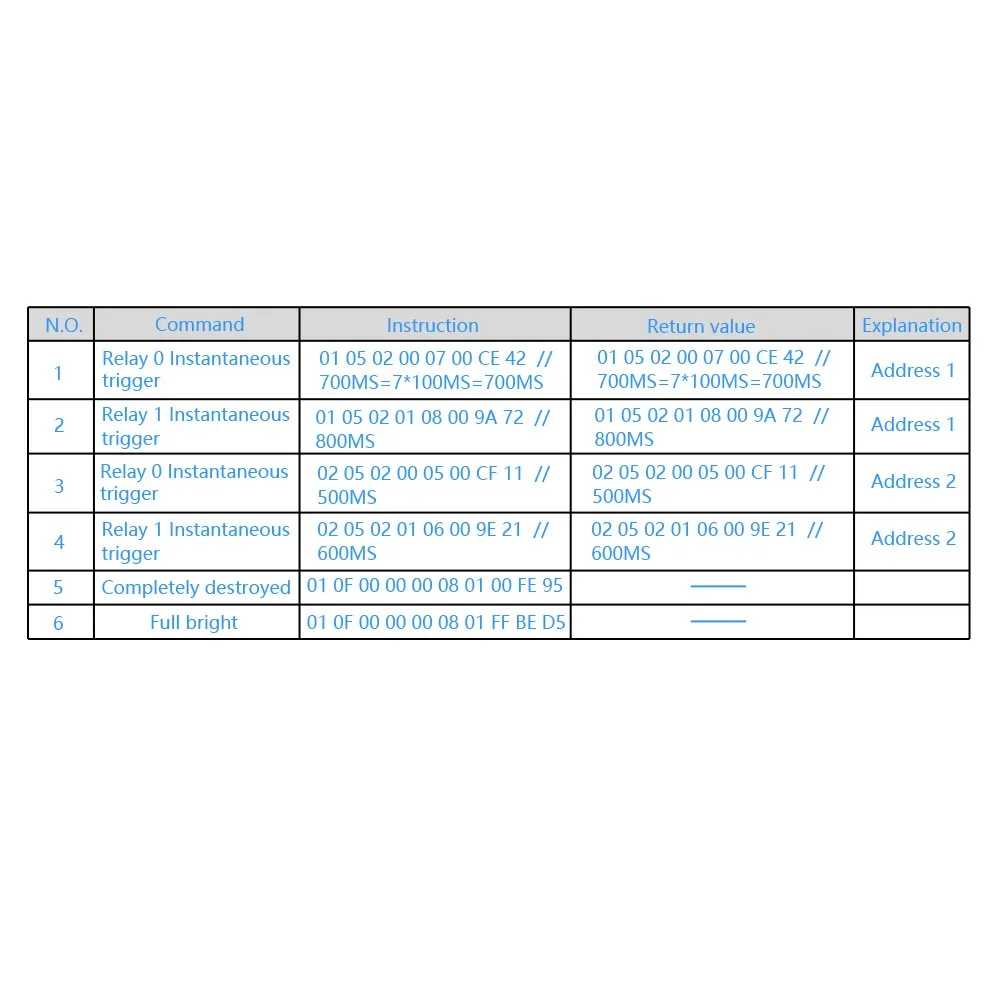 N.O. Command Instruction Return value Explanation
1 Relay 0 Instantaneous trigger 01 05 02 00 07 00 CE 42 // 700MS=7*100MS=700MS 01 05 02 00 07 00 CE 42 // 700MS=7*100MS=700MS Address 1
2 Relay 1 Instantaneous trigger 01 05 02 01 08 00 9A 72 // 800MS 01 05 02 01 08 00 9A 72 // 800MS Address 1
3 Relay 0 Instantaneous trigger 02 05 02 00 05 00 CF 11 // 500MS 02 05 02 00 05 00 CF 11 // 500MS Address 2
4 Relay 1 Instantaneous trigger 02 05 02 01 06 00 9E 21 // 600MS 02 05 02 01 06 00 9E 21 // 600MS Address 2
5 Completely destroyed 01 0F 00 00 00 08 01 00 FE 95 ——
6 Full bright 01 0F 00 00 00 08 01 FF BE D5 ——